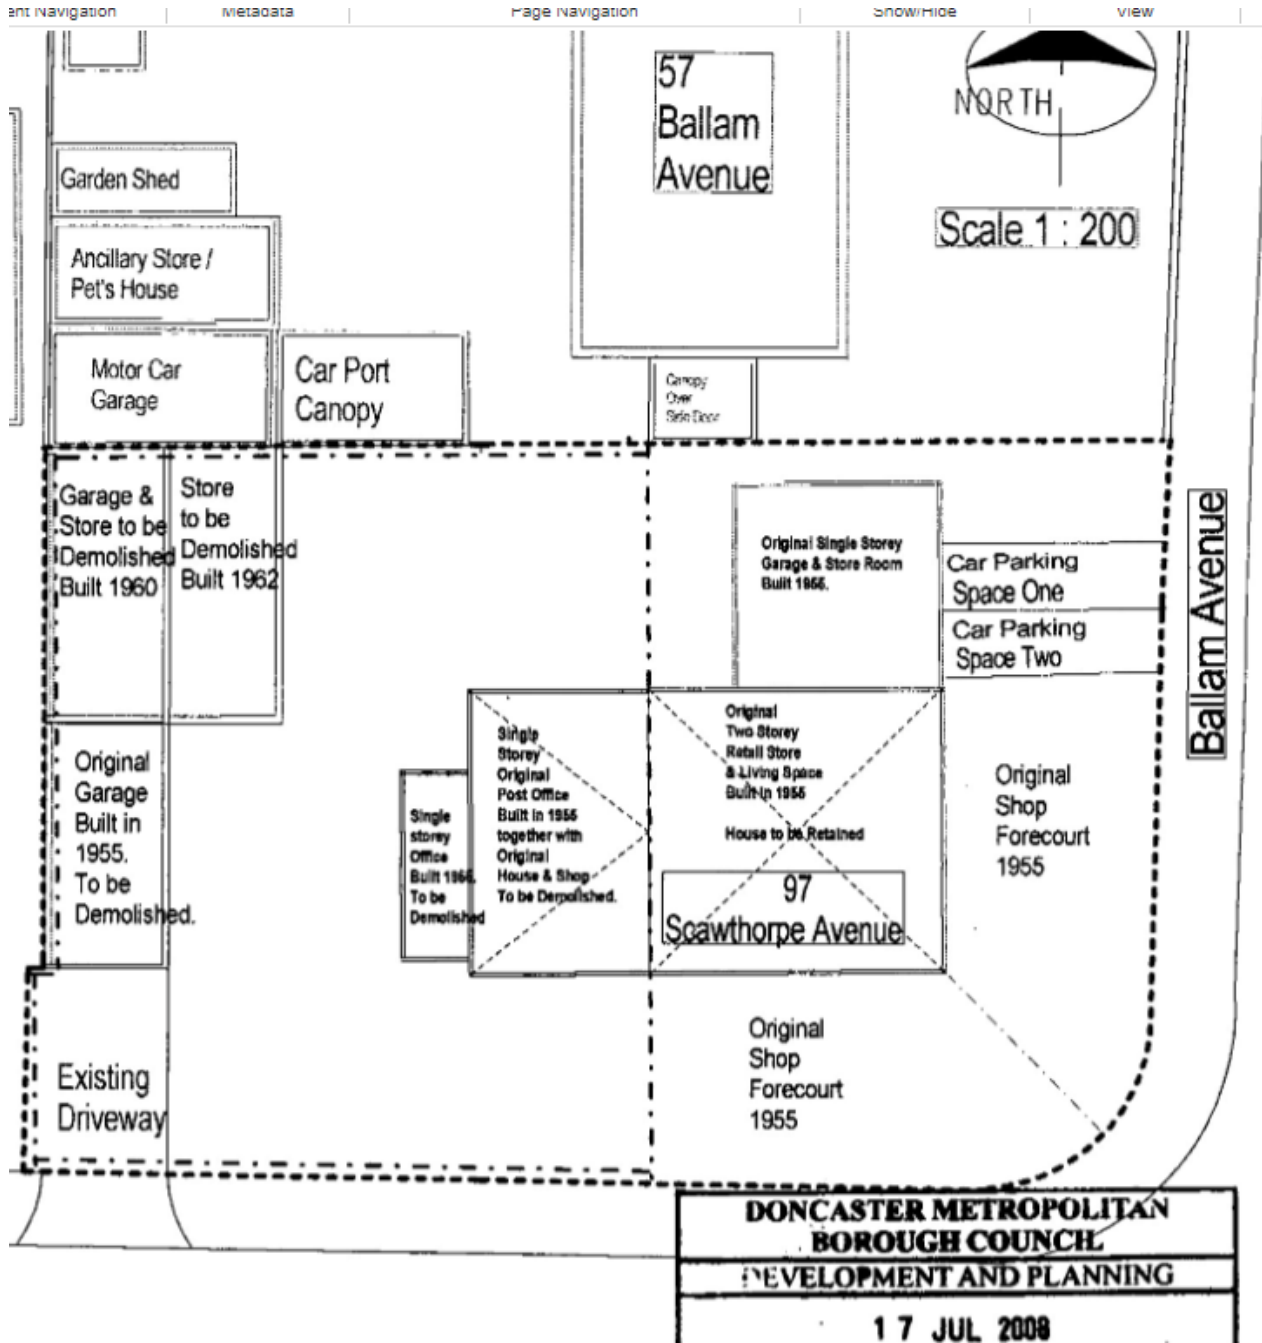 ent Navigation
Metadata
Page Navigation
Show/Hide
View
57
Ballam
Avenue
NORTH
Scale 1 : 200
Garden Shed
Ancillary Store /
Pet's House
Motor Car
Garage
Car Port
Canopy
Canopy
Over
Side Door
Garage &
Store to be
Demolished
Built 1960
Store
to be
Demolished
Built 1962
Original Single Storey
Garage & Store Room
Built 1955.
Car Parking
Space One
Car Parking
Space Two
Ballam Avenue
Original
Garage
Built in
1955.
To be
Demolished.
Single
storey
Office
Built 1955.
To be
Demolished
Single
Storey
Original
Post Office
Built in 1955
together with
Original
House & Shop
To be Demolished.
Original
Two Storey
Retail Store
& Living Space
Built in 1955
House to be Retained
97
Scawthorpe Avenue
Original
Shop
Forecourt
1955
Original
Shop
Forecourt
1955
Existing
Driveway
DONCASTER METROPOLITAN
BOROUGH COUNCIL
DEVELOPMENT AND PLANNING
17 JUL 2008